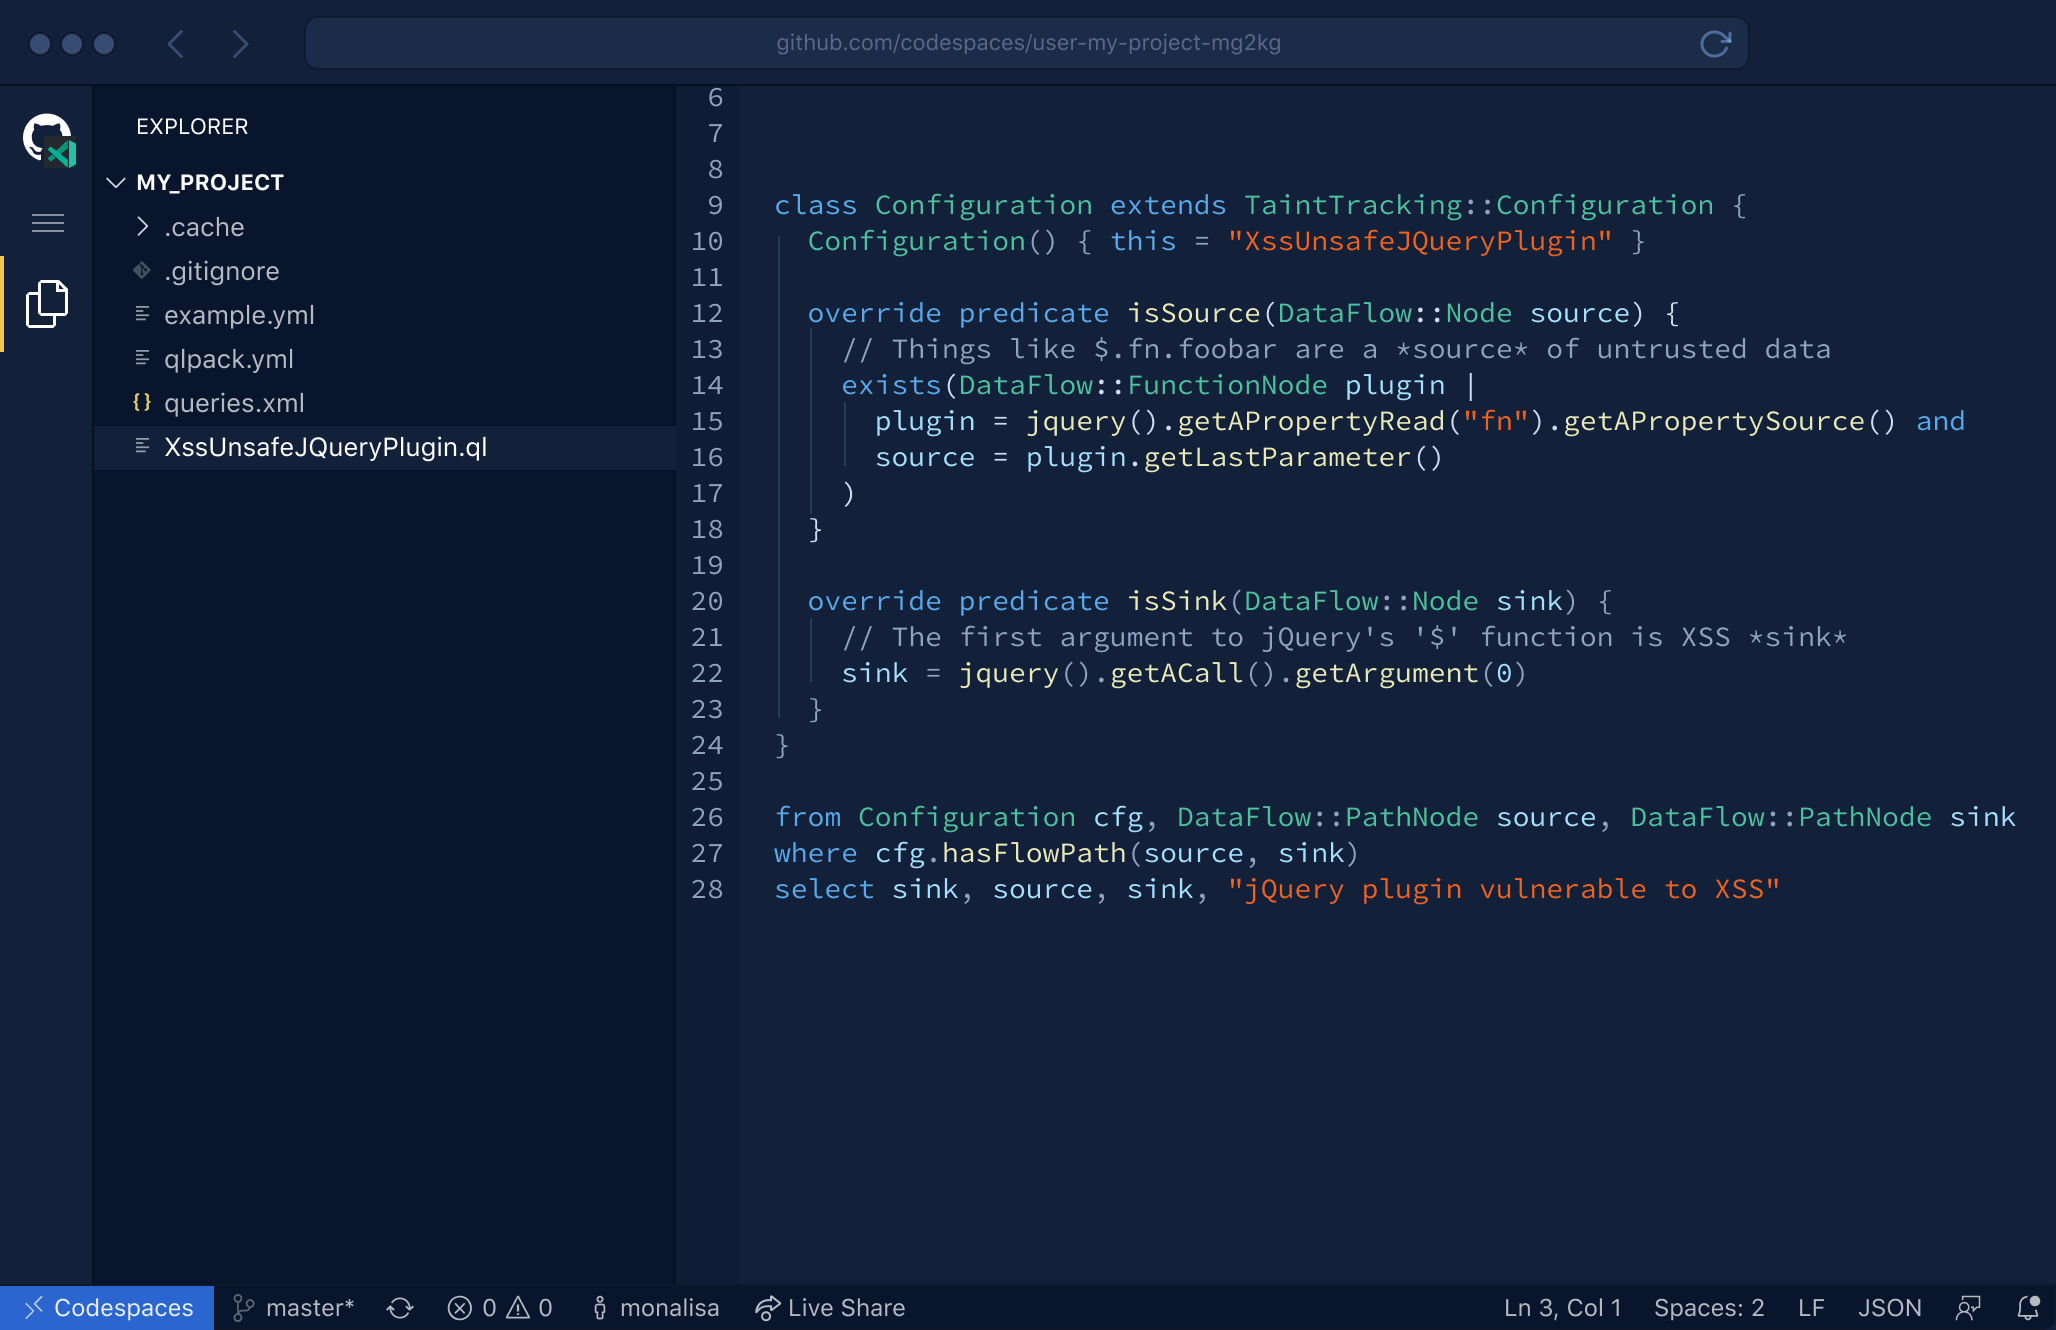 github.com/codespaces/user-my-project-mg2kg
EXPLORER
MY_PROJECT
.cache
.gitignore
example.yml
qlpack.yml
{} queries.xml
XssUnsafeJQueryPlugin.ql
6
7
8
9 class Configuration extends TaintTracking::Configuration {
10 Configuration() { this = "XssUnsafeJQueryPlugin" }
11
12 override predicate isSource(DataFlow::Node source) {
13 // Things like $.fn.foobar are a *source* of untrusted data
14 exists(DataFlow::FunctionNode plugin |
15 plugin = jquery().getAPropertyRead("fn").getAPropertySource() and
16 source = plugin.getLastParameter()
17 )
18 }
19
20 override predicate isSink(DataFlow::Node sink) {
21 // The first argument to jQuery's '$' function is XSS *sink*
22 sink = jquery().getACall().getArgument(0)
23 }
24 }
25
26 from Configuration cfg, DataFlow::PathNode source, DataFlow::PathNode sink
27 where cfg.hasFlowPath(source, sink)
28 select sink, source, sink, "jQuery plugin vulnerable to XSS"
Codespaces master* 0 0 monalisa Live Share Ln 3, Col 1 Spaces: 2 LF JSON